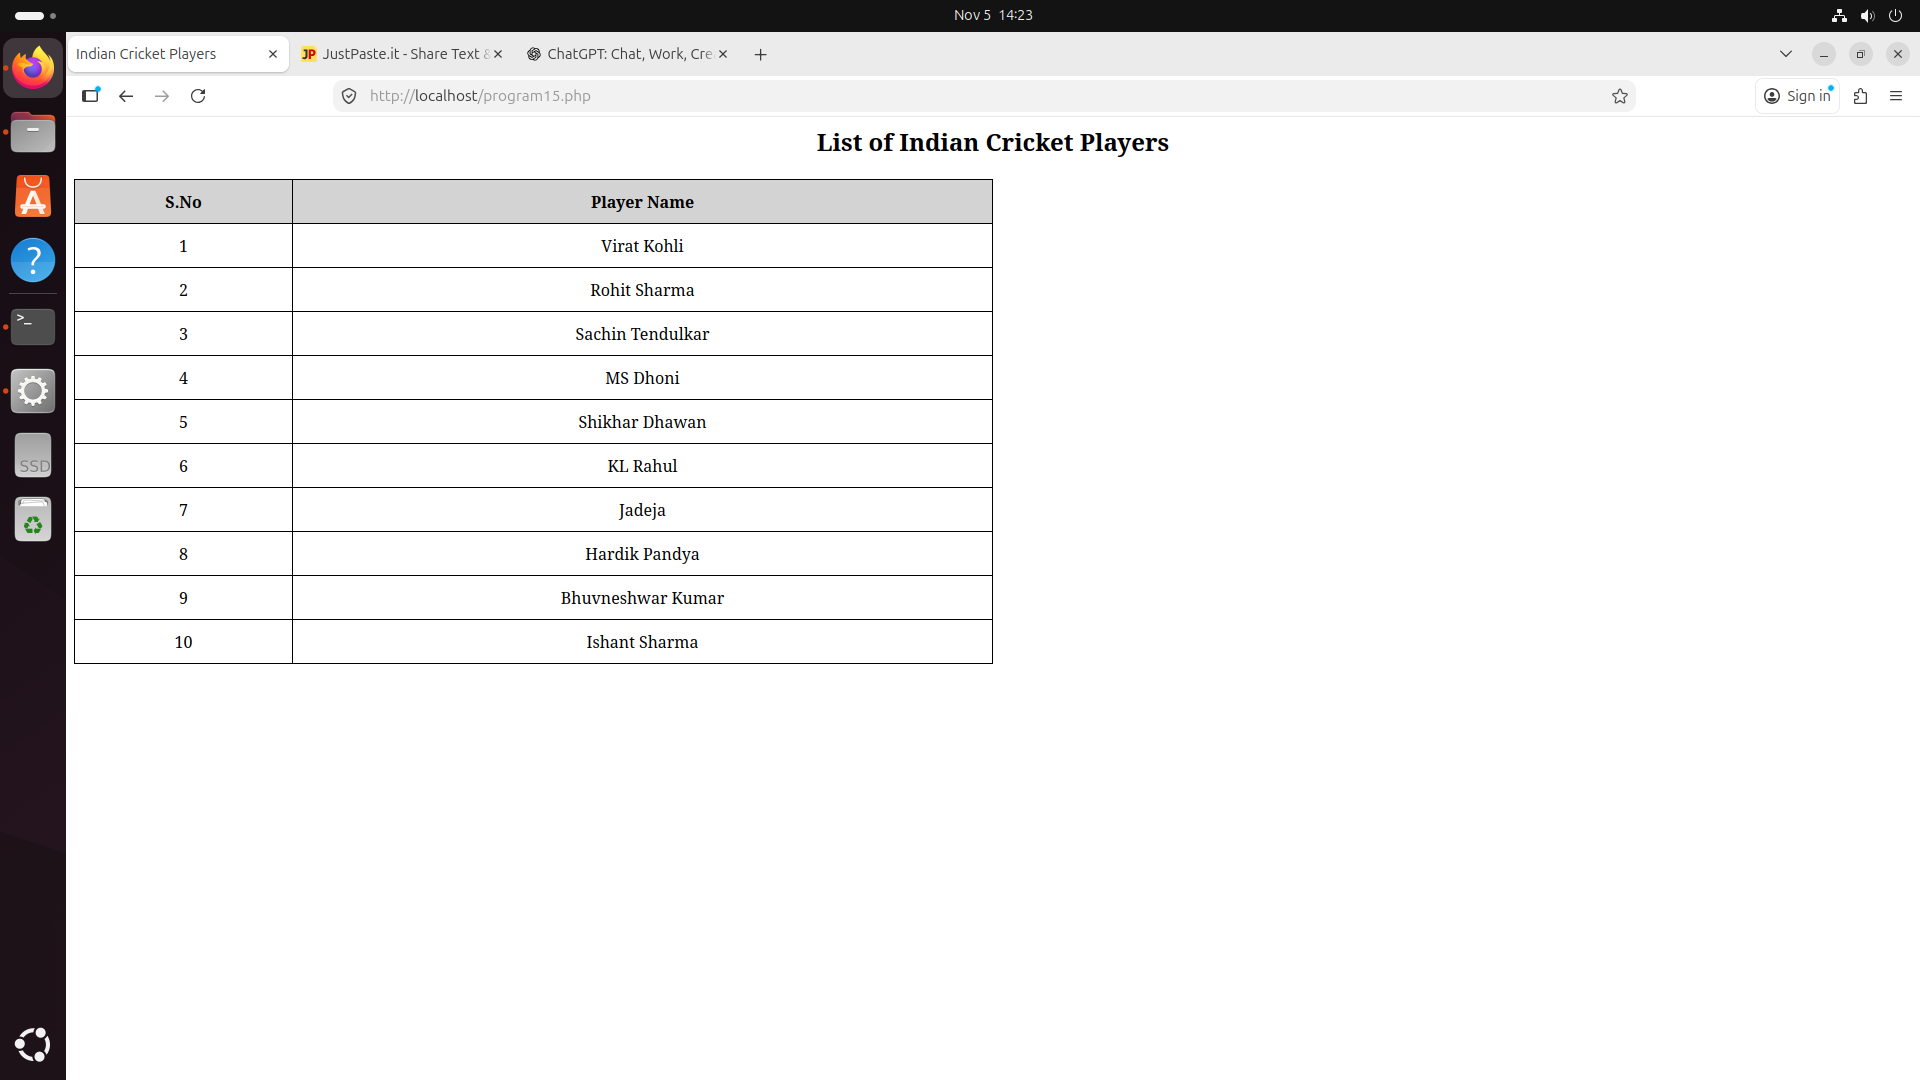 Nov 5 14:23
Indian Cricket Players
JP JustPaste.it - Share Text &
ChatGPT: Chat, Work, Cre
http://localhost/program15.php
Sign in
List of Indian Cricket Players
S.No Player Name
1 Virat Kohli
2 Rohit Sharma
3 Sachin Tendulkar
4 MS Dhoni
5 Shikhar Dhawan
6 KL Rahul
7 Jadeja
8 Hardik Pandya
9 Bhuvneshwar Kumar
10 Ishant Sharma
SSD